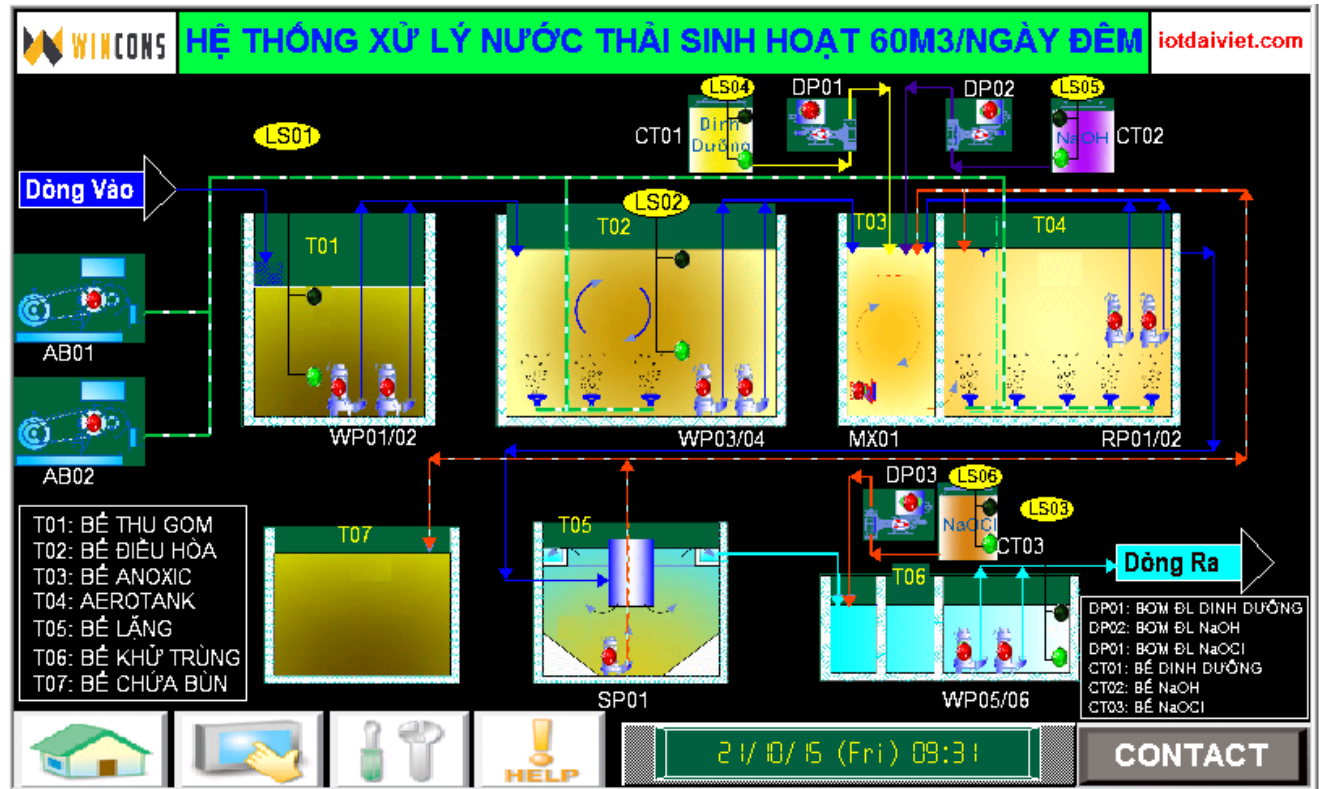 WINCONS
HỆ THỐNG XỬ LÝ NƯỚC THẢI SINH HOẠT 60M3/NGÀY ĐÊM
iotdaiviet.com
LS04
DP01
DP02
LS05
LS01
CT01
Dinh
Dưỡng
NaOH
CT02
Dòng Vào
LS02
T01
T02
T03
T04
AB01
WP01/02
WP03/04
MX01
RP01/02
AB02
DP03
LS06
LS03
T01: BỂ THU GOM
T02: BỂ ĐIỀU HÒA
T03: BỂ ANOXIC
T04: AEROTANK
T05: BỂ LẮNG
T06: BỂ KHỬ TRÙNG
T07: BỂ CHỨA BÙN
T07
T05
NaOCl
CT03
T06
Dòng Ra
DP01: BƠM ĐL DINH DƯỠNG
DP02: BƠM ĐL NaOH
DP01: BƠM ĐL NaOCl
CT01: BỂ DINH DƯỠNG
CT02: BỂ NaOH
CT03: BỂ NaOCl
SP01
WP05/06
HELP
21/10/15 (Fri) 09:31
CONTACT